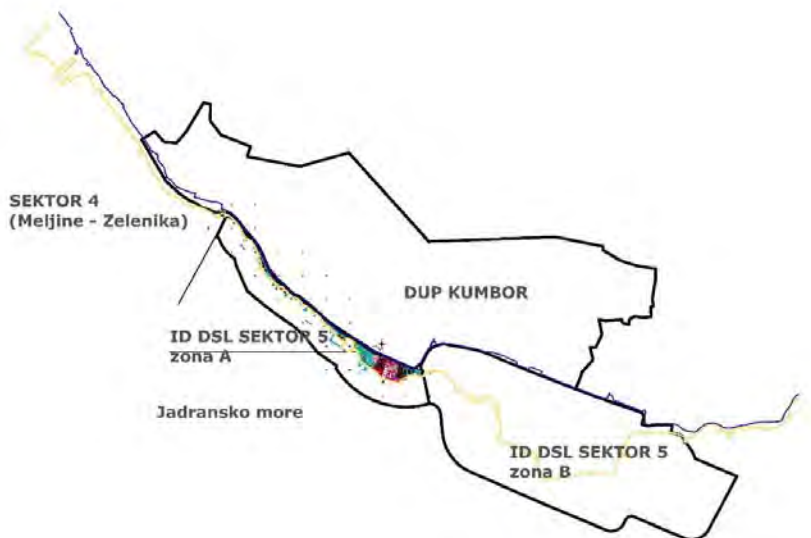 SEKTOR 4
(Meljine - Zelenika)
DUP KUMBOR
ID DSL SEKTOR 5
zona A
Jadransko more
ID DSL SEKTOR 5
zona B